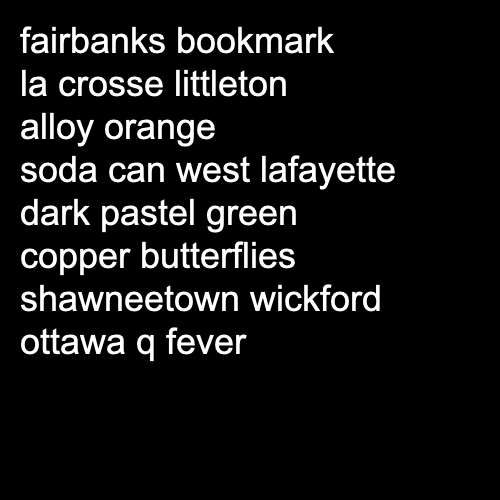 fairbanks bookmark
la crosse littleton
alloy orange
soda can west lafayette
dark pastel green
copper butterflies
shawneetown wickford
ottawa q fever